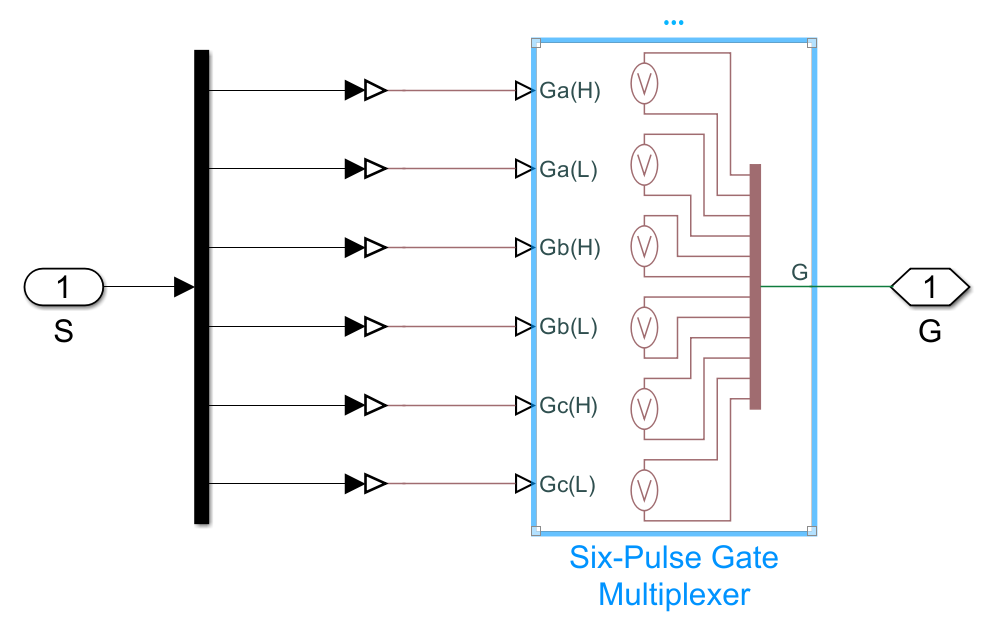 Ga(H)
Ga(L)
Gb(H)
Gb(L)
Gc(H)
Gc(L)
V
V
V
V
V
V
G
1
S
1
G
Six-Pulse Gate
Multiplexer